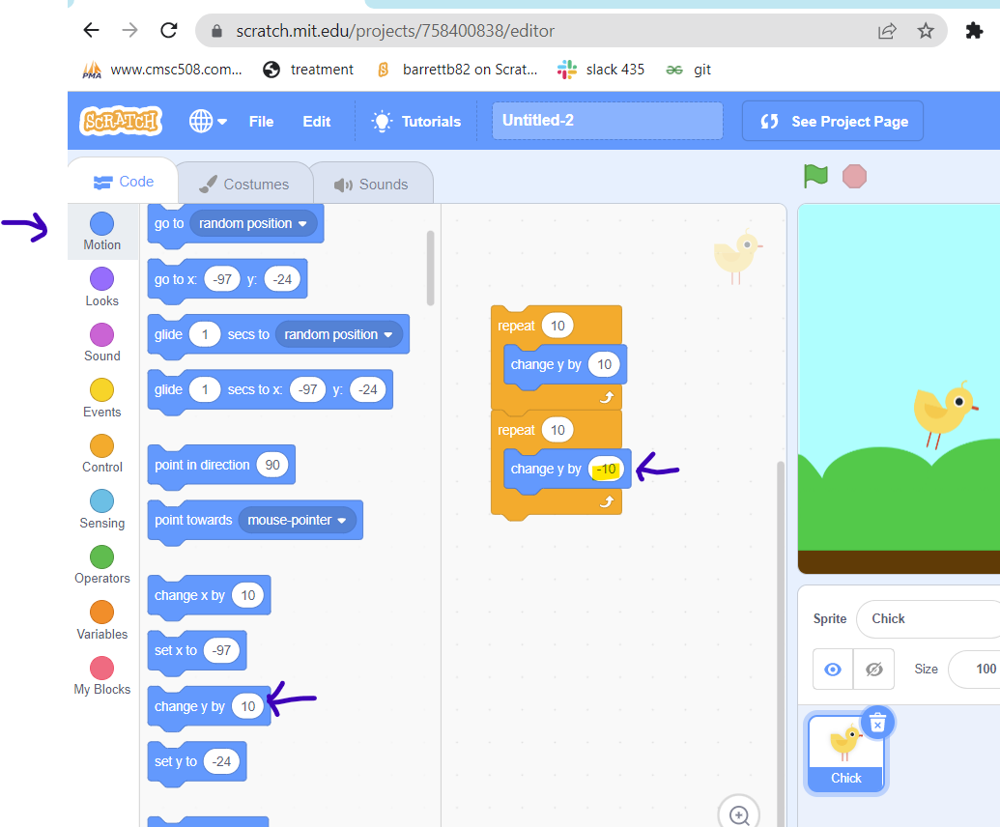 scratch.mit.edu/projects/758400838/editor
www.cmsc508.com... treatment barrettb82 on Scrat... slack 435 git
PMA
SCRATCH File Edit Tutorials Untitled-2 See Project Page
Code Costumes Sounds
Motion
Looks
Sound
Events
Control
Sensing
Operators
Variables
My Blocks
go to random position
go to x: -97 y: -24
glide 1 secs to random position
glide 1 secs to x: -97 y: -24
point in direction 90
point towards mouse-pointer
change x by 10
set x to -97
change y by 10
set y to -24
repeat 10
change y by 10
repeat 10
change y by -10
Sprite Chick
Size 100
Chick